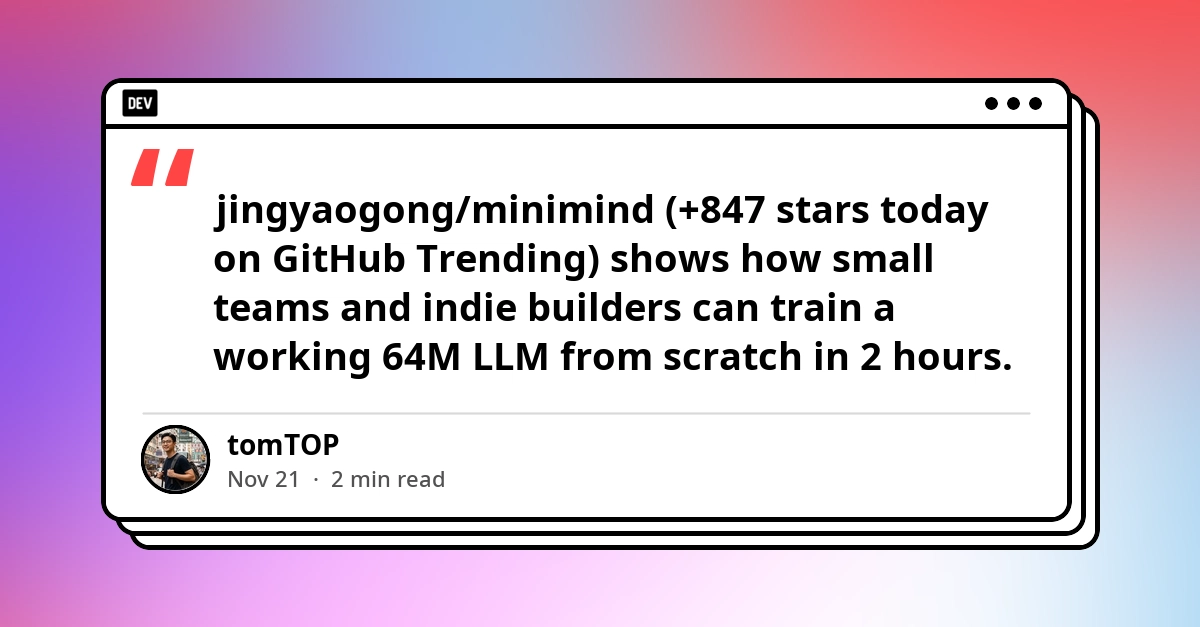 DEV
jingyaogong/minimind (+847 stars today
on GitHub Trending) shows how small
teams and indie builders can train a
working 64M LLM from scratch in 2 hours.
tomTOP
Nov 21 · 2 min read